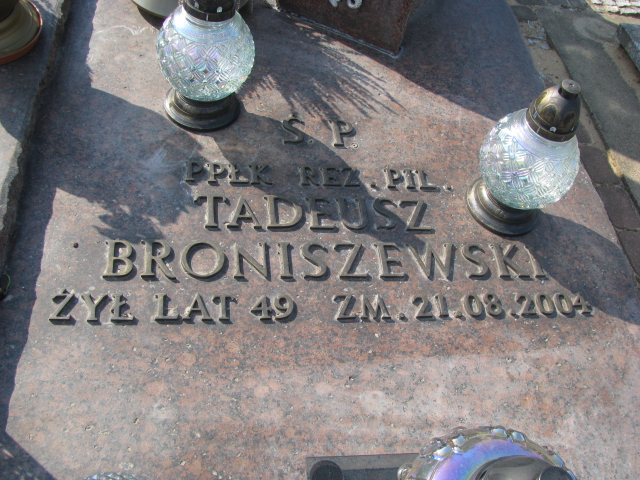 Ś. P.
PPŁK REZ. PIL.
TADEUSZ
BRONISZEWSKI
ŻYŁ LAT 49 ZM. 21.08.2004